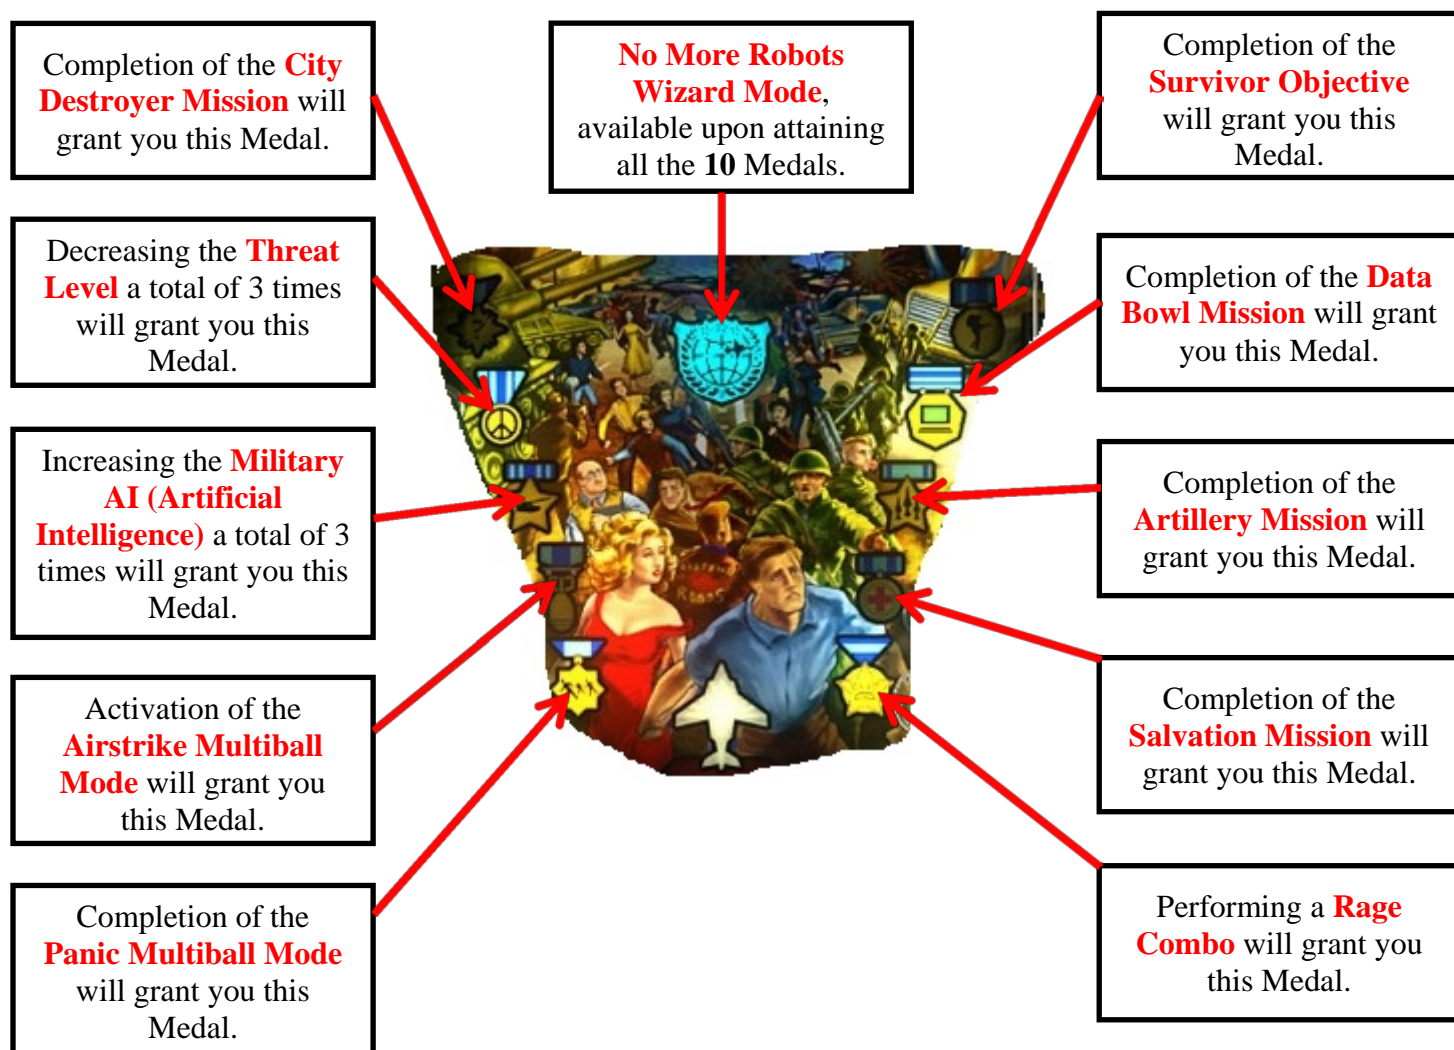 Completion of the City
Destroyer Mission will
grant you this Medal.
No More Robots
Wizard Mode,
available upon attaining
all the 10 Medals.
Completion of the
Survivor Objective
will grant you this
Medal.
Decreasing the Threat
Level a total of 3 times
will grant you this
Medal.
Completion of the Data
Bowl Mission will grant
you this Medal.
Increasing the Military
AI (Artificial
Intelligence) a total of 3
times will grant you this
Medal.
Completion of the
Artillery Mission will
grant you this Medal.
Activation of the
Airstrike Multiball
Mode will grant you
this Medal.
Completion of the
Salvation Mission will
grant you this Medal.
Completion of the
Panic Multiball Mode
will grant you this
Medal.
Performing a Rage
Combo will grant you
this Medal.